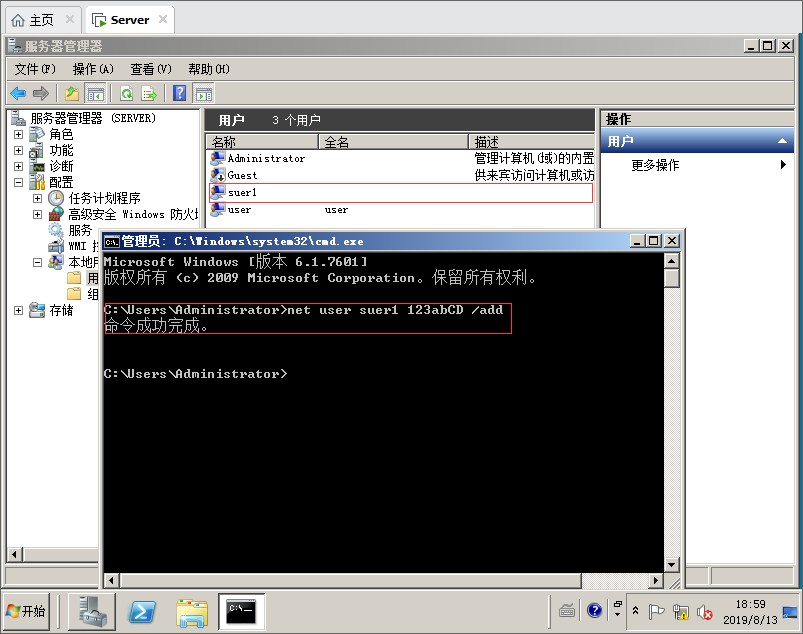 主页
Server
服务器管理器
文件(F) 操作(A) 查看(V) 帮助(H)
服务器管理器 (SERVER)
角色
功能
诊断
配置
任务计划程序
高级安全 Windows 防火
服务
WMI
本地
用
组
存储
用户 3 个用户
名称 全名 描述
Administrator 管理计算机(域)的内置
Guest 供来宾访问计算机或访
suer1
user user
操作
用户
更多操作
管理员: C:\Windows\system32\cmd.exe
Microsoft Windows [版本 6.1.7601]
版权所有 (c) 2009 Microsoft Corporation。保留所有权利。
C:\Users\Administrator>net user suer1 123abCD /add
命令成功完成。
C:\Users\Administrator>
开始
18:59
2019/8/13